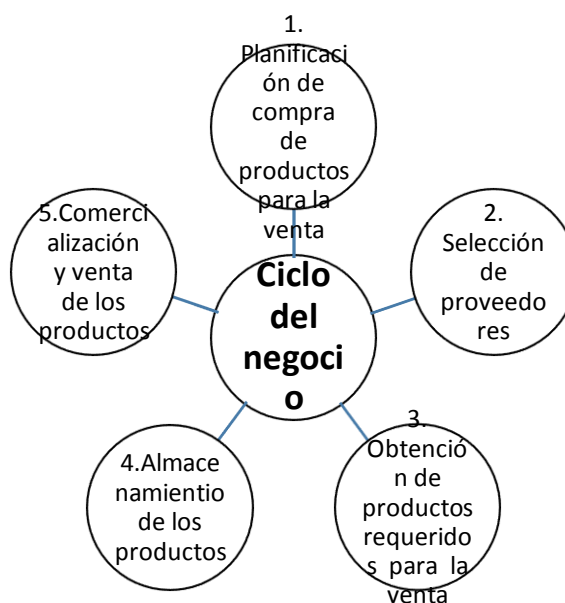 1.
Planificaci
ón de
compra
de
productos
para la
venta
2.
Selección
de
proveedo
res
3.
Obtenció
n de
productos
requerido
s para la
venta
4.Almace
namientio
de los
productos
5.Comerci
alización
y venta
de los
productos
Ciclo
del
negoci
o